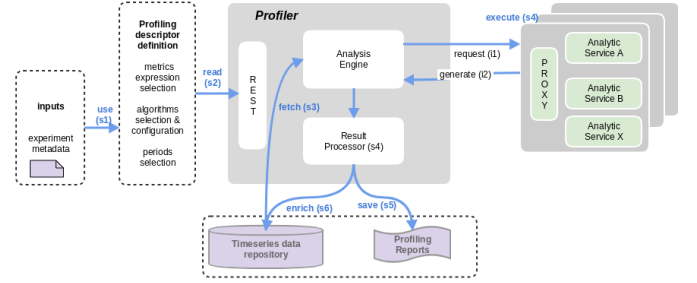 inputs
experiment
metadata
use
(s1)
Profiling
descriptor
definition
metrics
expression
selection
algorithms
selection &
configuration
periods
selection
read
(s2)
Profiler
R
E
S
T
Analysis
Engine
fetch (s3)
Result
Processor (s4)
request (i1)
generate (i2)
execute (s4)
P
R
O
X
Y
Analytic
Service A
Analytic
Service B
Analytic
Service X
enrich (s6)
save (s5)
Timeseries data
repository
Profiling
Reports